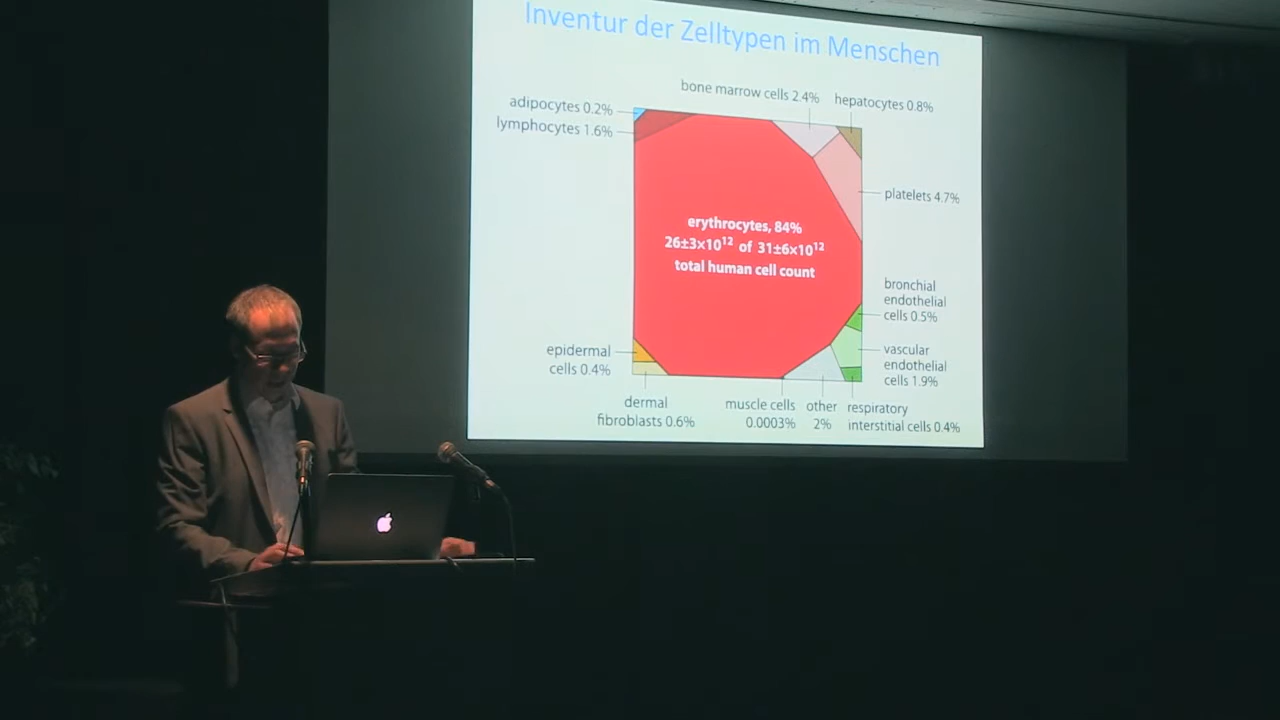 Inventur der Zelltypen im Menschen
bone marrow cells 2.4%
hepatocytes 0.8%
adipocytes 0.2%
lymphocytes 1.6%
platelets 4.7%
erythrocytes, 84%
26±3×10¹² of 31±6×10¹²
total human cell count
bronchial
endothelial
cells 0.5%
epidermal
cells 0.4%
vascular
endothelial
cells 1.9%
dermal
fibroblasts 0.6%
muscle cells
0.0003%
other
2%
respiratory
interstitial cells 0.4%